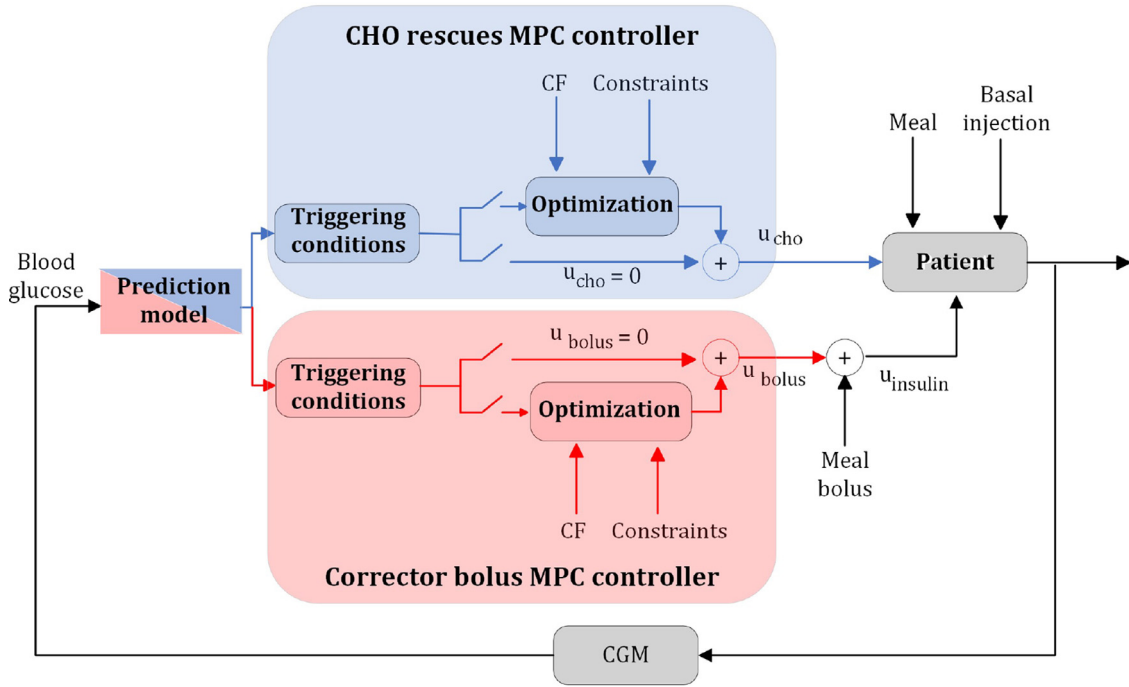 CHO rescues MPC controller
CF
Constraints
Triggering
conditions
Optimization
u cho = 0
+
u cho
Meal
Basal
injection
Patient
Blood
glucose
Prediction
model
Triggering
conditions
u bolus = 0
Optimization
+
u bolus
+
u insulin
Meal
bolus
CF
Constraints
Corrector bolus MPC controller
CGM